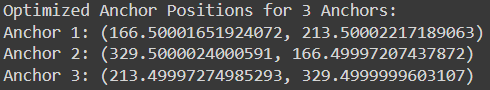 Optimized Anchor Positions for 3 Anchors:
Anchor 1: (166.50001651924072, 213.50002217189063)
Anchor 2: (329.5000024000591, 166.49997207437872)
Anchor 3: (213.49997274985293, 329.4999999603107)